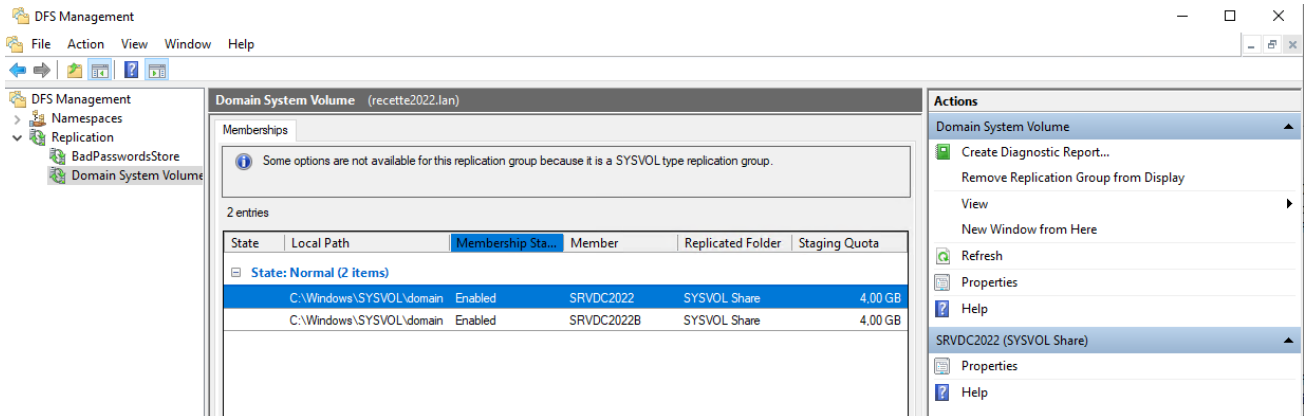 DFS Management
File Action View Window Help
DFS Management
Namespaces
Replication
BadPasswordsStore
Domain System Volume
Domain System Volume (recette2022.lan)
Memberships
Some options are not available for this replication group because it is a SYSVOL type replication group.
2 entries
State Local Path Membership Sta... Member Replicated Folder Staging Quota
State: Normal (2 items)
C:\Windows\SYSVOL\domain Enabled SRVDC2022 SYSVOL Share 4,00 GB
C:\Windows\SYSVOL\domain Enabled SRVDC2022B SYSVOL Share 4,00 GB
Actions
Domain System Volume
Create Diagnostic Report...
Remove Replication Group from Display
View
New Window from Here
Refresh
Properties
Help
SRVDC2022 (SYSVOL Share)
Properties
Help